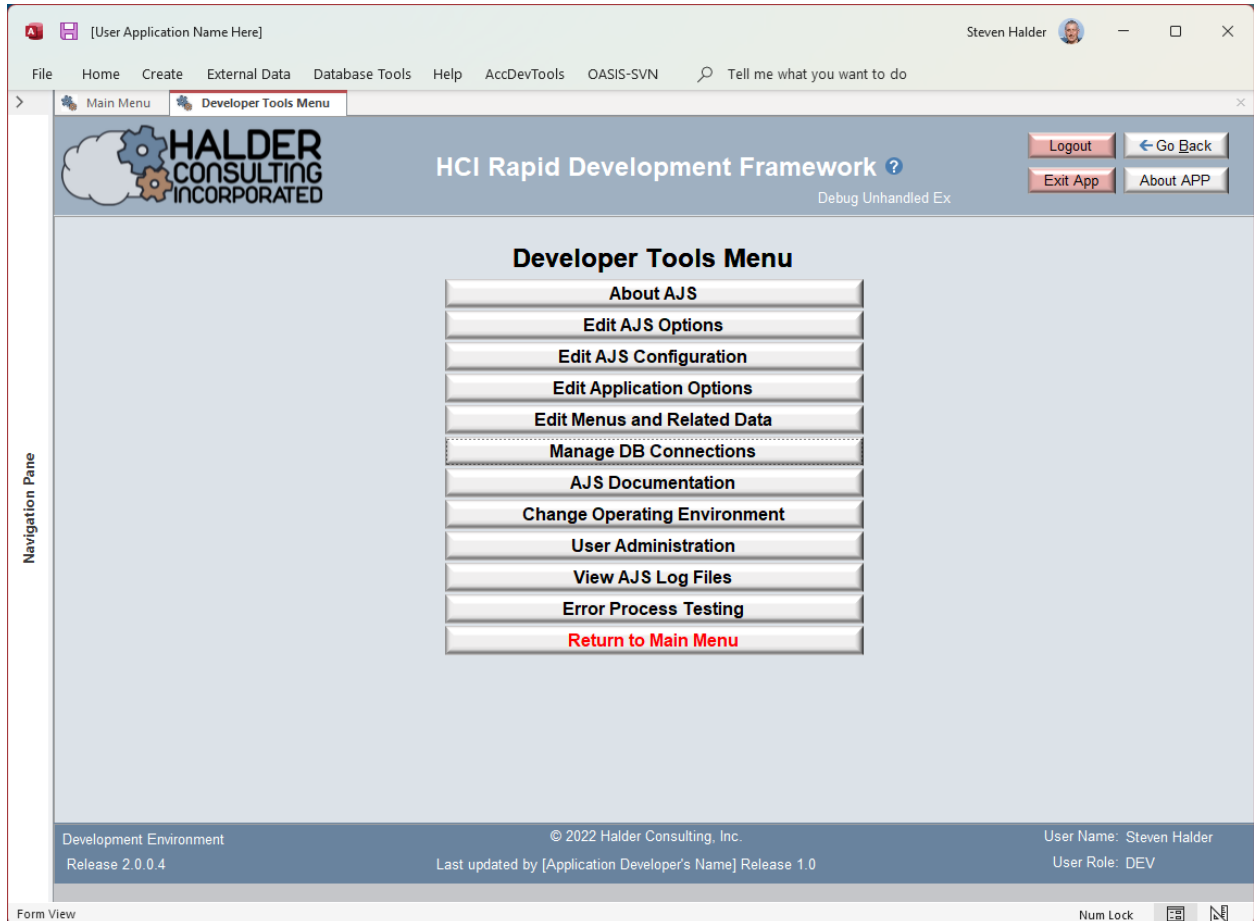 [User Application Name Here] Steven Halder
File Home Create External Data Database Tools Help AccDevTools OASIS-SVN Tell me what you want to do
Main Menu Developer Tools Menu
HALDER
CONSULTING
INCORPORATED
HCI Rapid Development Framework ?
Debug Unhandled Ex
Logout Go Back
Exit App About APP
Navigation Pane
Developer Tools Menu
About AJS
Edit AJS Options
Edit AJS Configuration
Edit Application Options
Edit Menus and Related Data
Manage DB Connections
AJS Documentation
Change Operating Environment
User Administration
View AJS Log Files
Error Process Testing
Return to Main Menu
Development Environment © 2022 Halder Consulting, Inc. User Name: Steven Halder
Release 2.0.0.4 Last updated by [Application Developer's Name] Release 1.0 User Role: DEV
Form View Num Lock